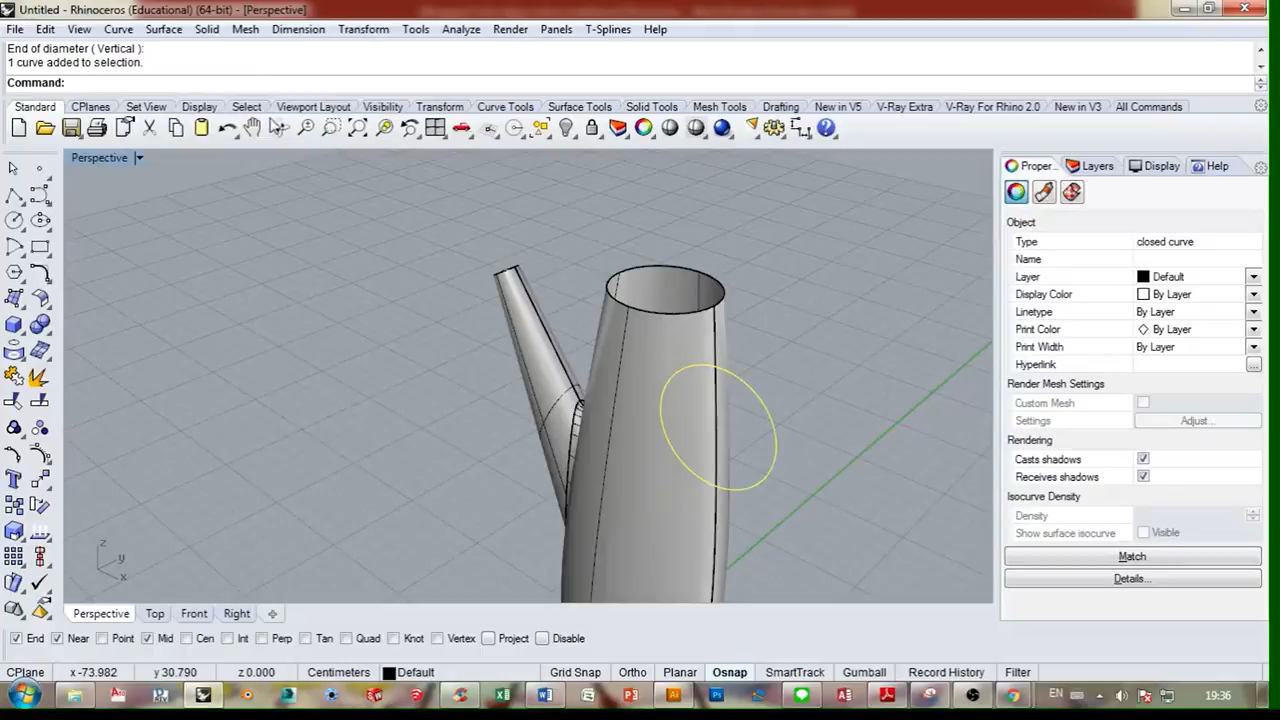 Untitled - Rhinoceros (Educational) (64-bit) - [Perspective]
File Edit View Curve Surface Solid Mesh Dimension Transform Tools Analyze Render Panels T-Splines Help
End of diameter ( Vertical ):
1 curve added to selection.
Command:
Standard CPlanes Set View Display Select Viewport Layout Visibility Transform Curve Tools Surface Tools Solid Tools Mesh Tools Drafting New in V5 V-Ray Extra V-Ray For Rhino 2.0 New in V3 All Commands
Perspective
Proper... Layers Display Help
Object
Type closed curve
Name
Layer Default
Display Color By Layer
Linetype By Layer
Print Color By Layer
Print Width By Layer
Hyperlink ...
Render Mesh Settings
Custom Mesh
Settings Adjust...
Rendering
Casts shadows
Receives shadows
Isocurve Density
Density
Show surface isocurve Visible
Match
Details...
z
y
x
Perspective Top Front Right
End Near Point Mid Cen Int Perp Tan Quad Knot Vertex Project Disable
CPlane x -73.982 y 30.790 z 0.000 Centimeters Default Grid Snap Ortho Planar Osnap SmartTrack Gumball Record History Filter
EN 19:36